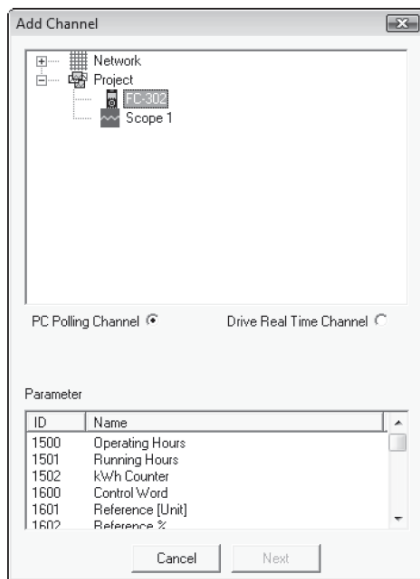 Add Channel
Network
Project
FC-302
Scope 1
PC Polling Channel
Drive Real Time Channel
Parameter
ID Name
1500 Operating Hours
1501 Running Hours
1502 kWh Counter
1600 Control Word
1601 Reference [Unit]
1602 Reference %
Cancel Next